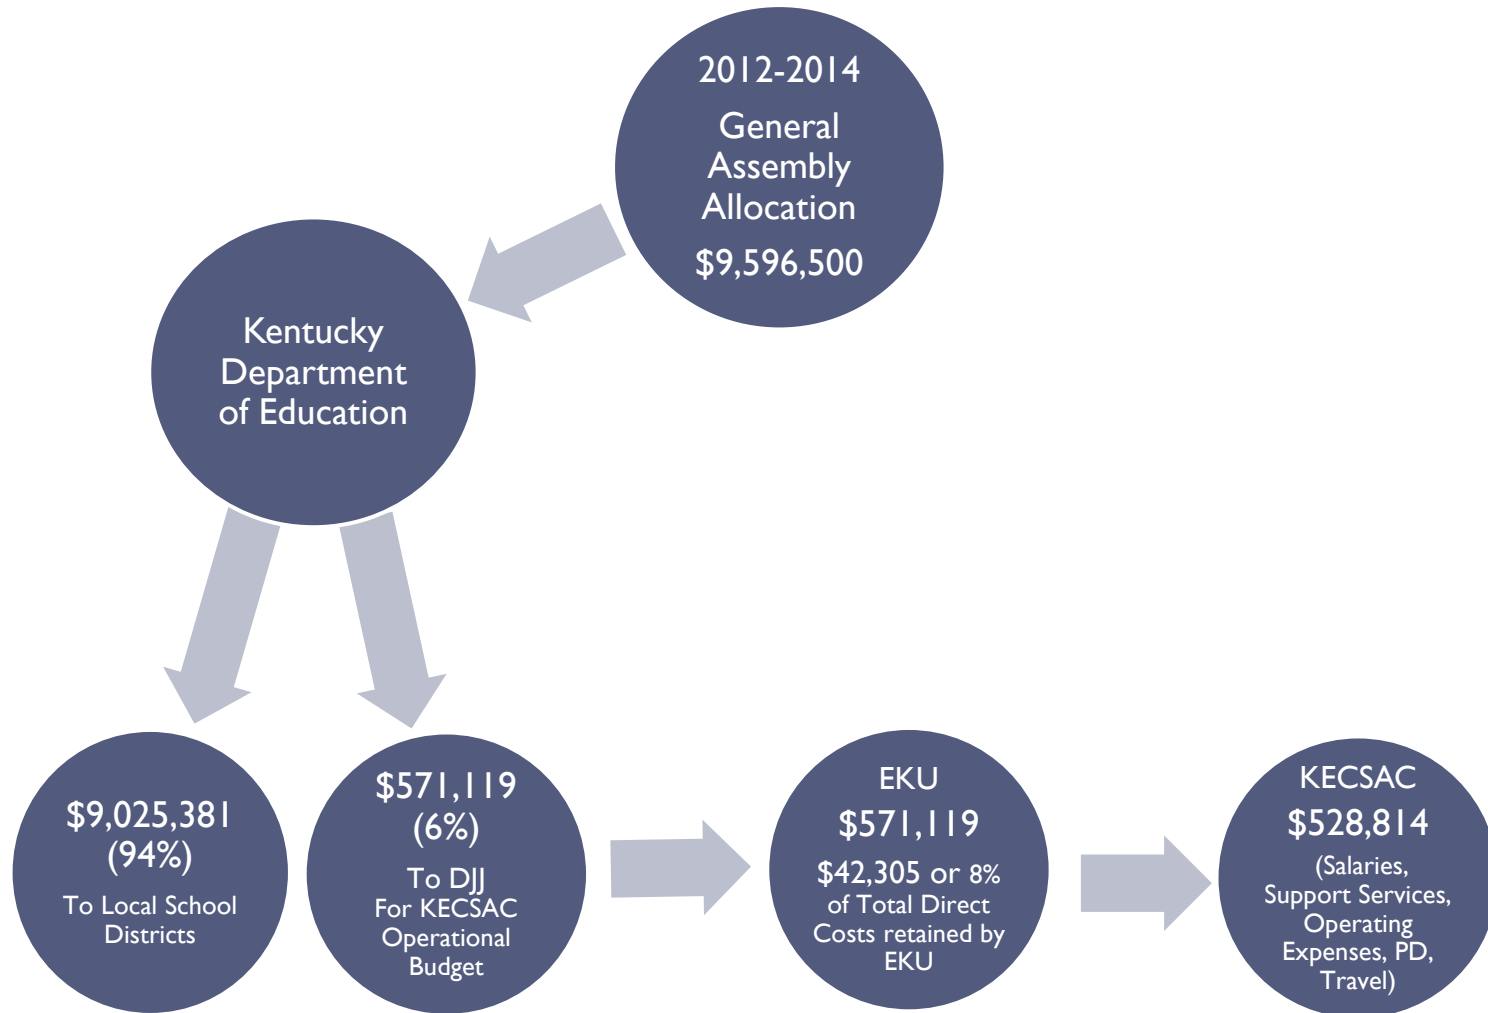 2012-2014
General
Assembly
Allocation
$9,596,500
Kentucky
Department
of Education
$9,025,381
(94%)
To Local School
Districts
$571,119
(6%)
To DJJ
For KECSAC
Operational
Budget
EKU
$571,119
$42,305 or 8%
of Total Direct
Costs retained by
EKU
KECSAC
$528,814
(Salaries,
Support Services,
Operating
Expenses, PD,
Travel)